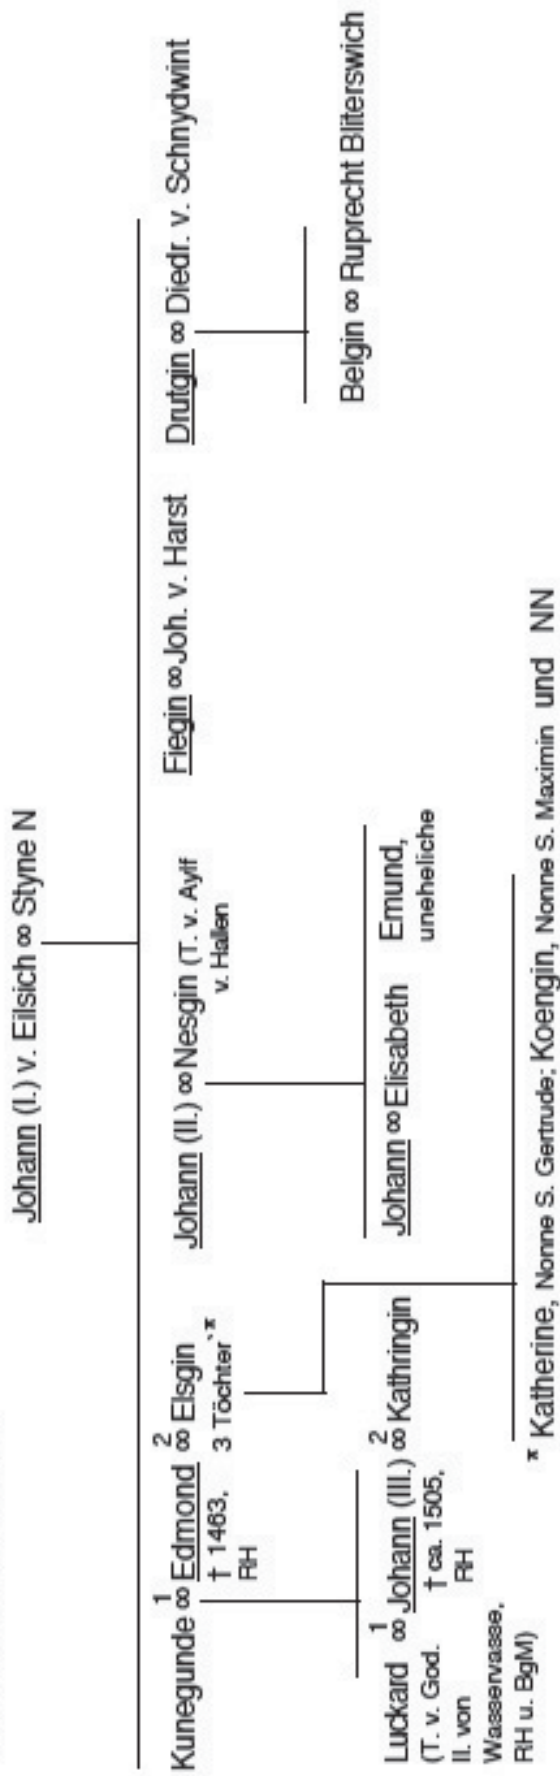 Johann (I.) v. Eilsich ∞ Styne N
Kunegunde 1 ∞ Edmond 2 ∞ Elsgin
† 1463,
RH
3 Töchter`*
Johann (II.) ∞ Nesgin (T. v. Aylf
v. Hallen
Fiegin ∞ Joh. v. Harst
Drutgin ∞ Diedr. v. Schnydwint
Luckard 1 ∞ Johann (III.) 2 ∞ Kathringin
(T. v. God.
II. von
Wasservasse,
RH u. BgM)
† ca. 1505,
RH
Johann ∞ Elisabeth
Emund,
uneheliche
Belgin ∞ Ruprecht Bliterswich
* Katherine, Nonne S. Gertrude; Koengin, Nonne S. Maximin und NN